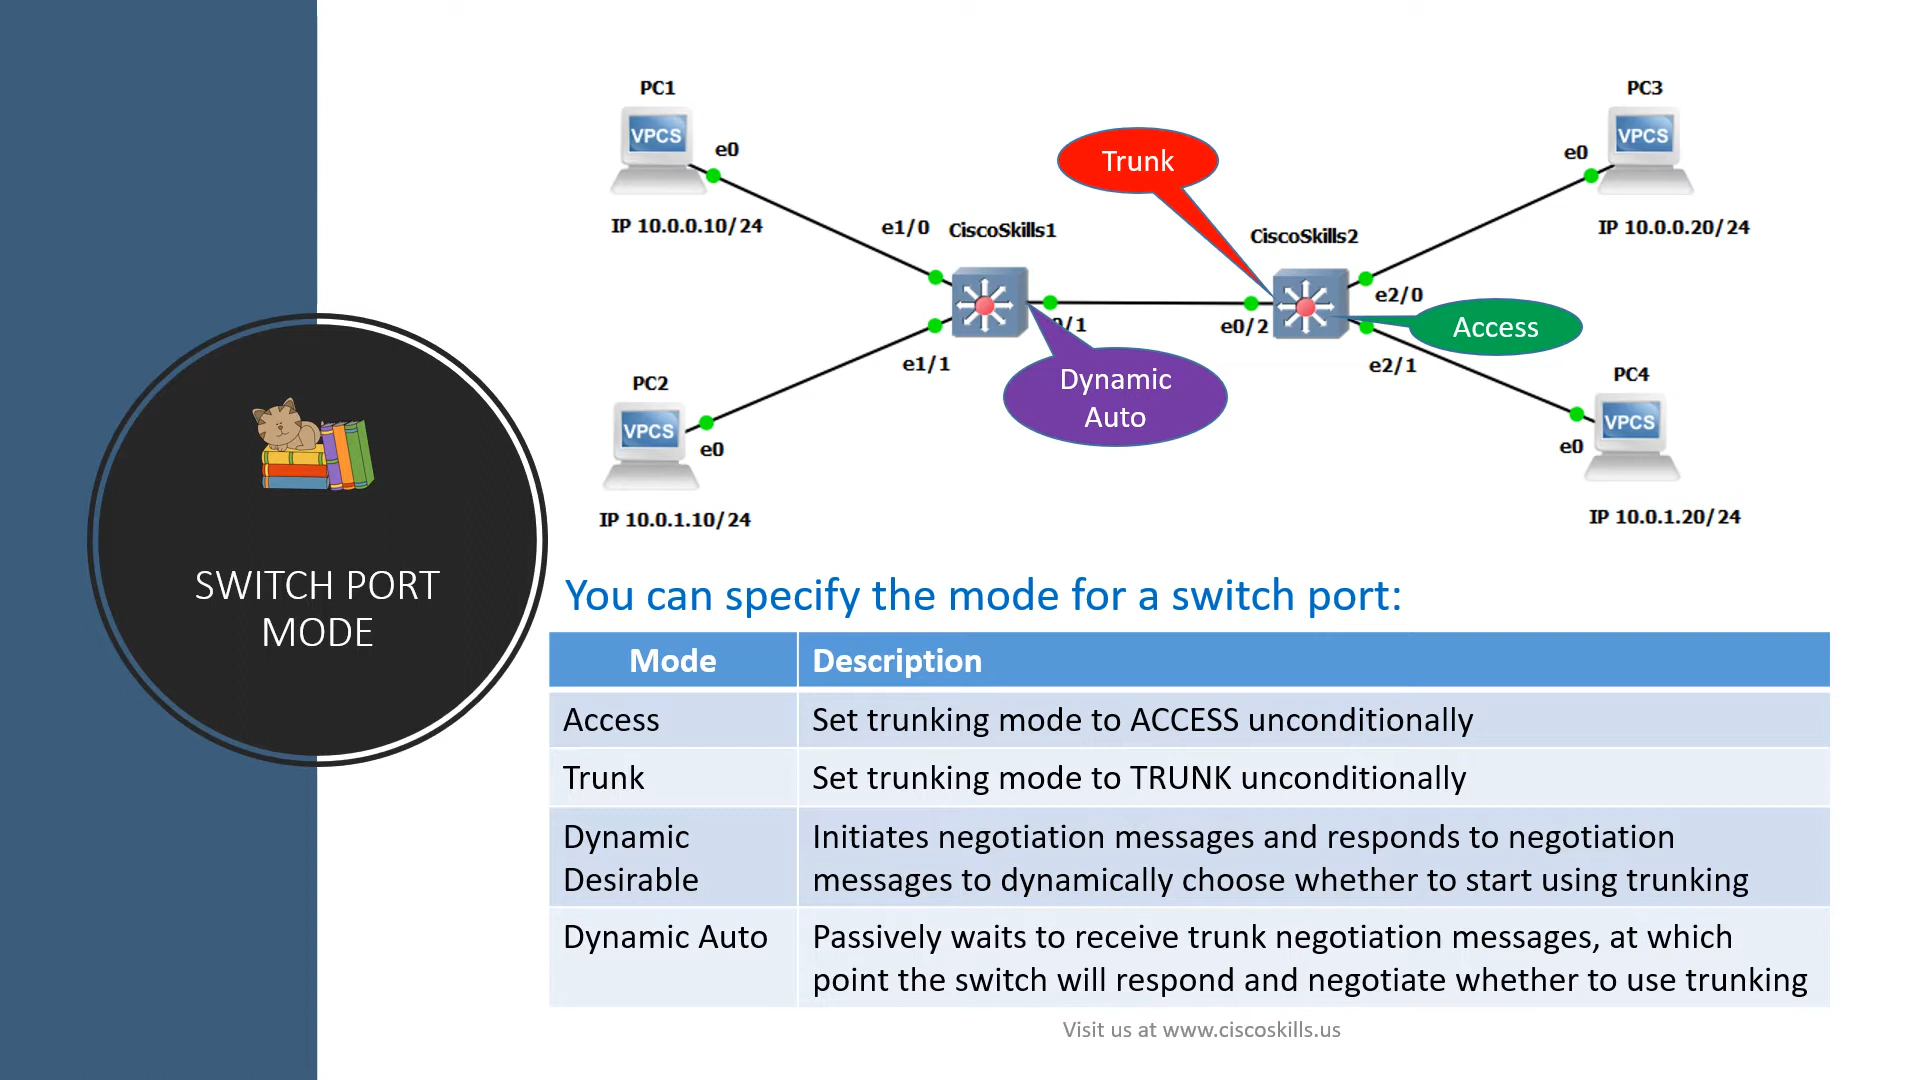 PC1
VPCS
e0
IP 10.0.0.10/24
e1/0
CiscoSkills1
Trunk
CiscoSkills2
PC3
VPCS
e0
IP 10.0.0.20/24
e2/0
/1
e0/2
Access
e1/1
e2/1
Dynamic
Auto
PC2
VPCS
e0
IP 10.0.1.10/24
PC4
VPCS
e0
IP 10.0.1.20/24
SWITCH PORT
MODE
You can specify the mode for a switch port:
Mode Description
Access Set trunking mode to ACCESS unconditionally
Trunk Set trunking mode to TRUNK unconditionally
Dynamic Initiates negotiation messages and responds to negotiation
Desirable messages to dynamically choose whether to start using trunking
Dynamic Auto Passively waits to receive trunk negotiation messages, at which
point the switch will respond and negotiate whether to use trunking
Visit us at www.ciscoskills.us